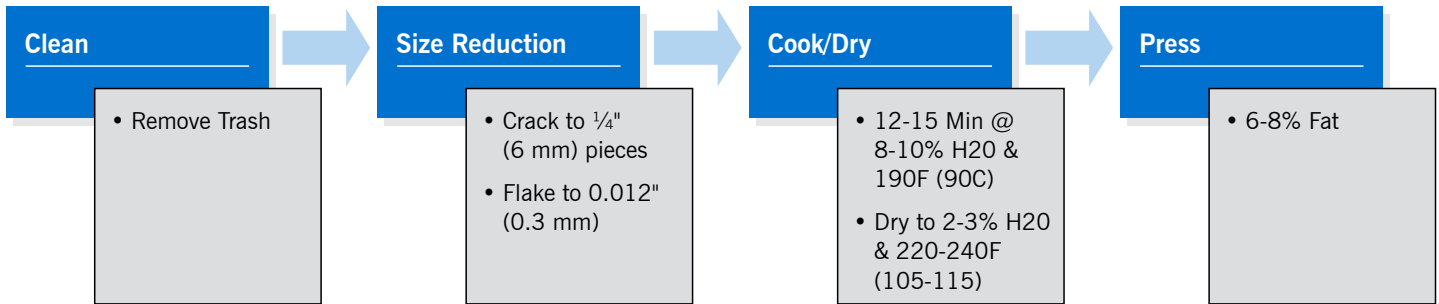 Clean
• Remove Trash
Size Reduction
• Crack to ¼"
(6 mm) pieces
• Flake to 0.012"
(0.3 mm)
Cook/Dry
• 12-15 Min @
8-10% H20 &
190F (90C)
• Dry to 2-3% H20
& 220-240F
(105-115)
Press
• 6-8% Fat